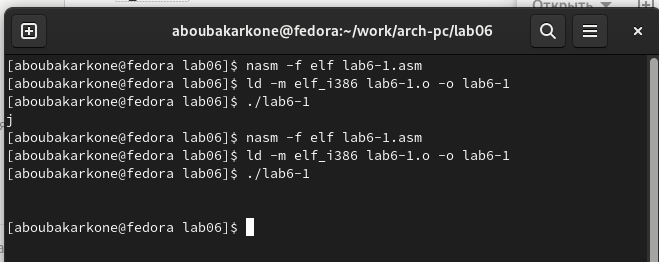 Открыть
aboubakarkone@fedora:~/work/arch-pc/lab06
[aboubakarkone@fedora lab06]$ nasm -f elf lab6-1.asm
[aboubakarkone@fedora lab06]$ ld -m elf_i386 lab6-1.o -o lab6-1
[aboubakarkone@fedora lab06]$ ./lab6-1
j
[aboubakarkone@fedora lab06]$ nasm -f elf lab6-1.asm
[aboubakarkone@fedora lab06]$ ld -m elf_i386 lab6-1.o -o lab6-1
[aboubakarkone@fedora lab06]$ ./lab6-1
[aboubakarkone@fedora lab06]$